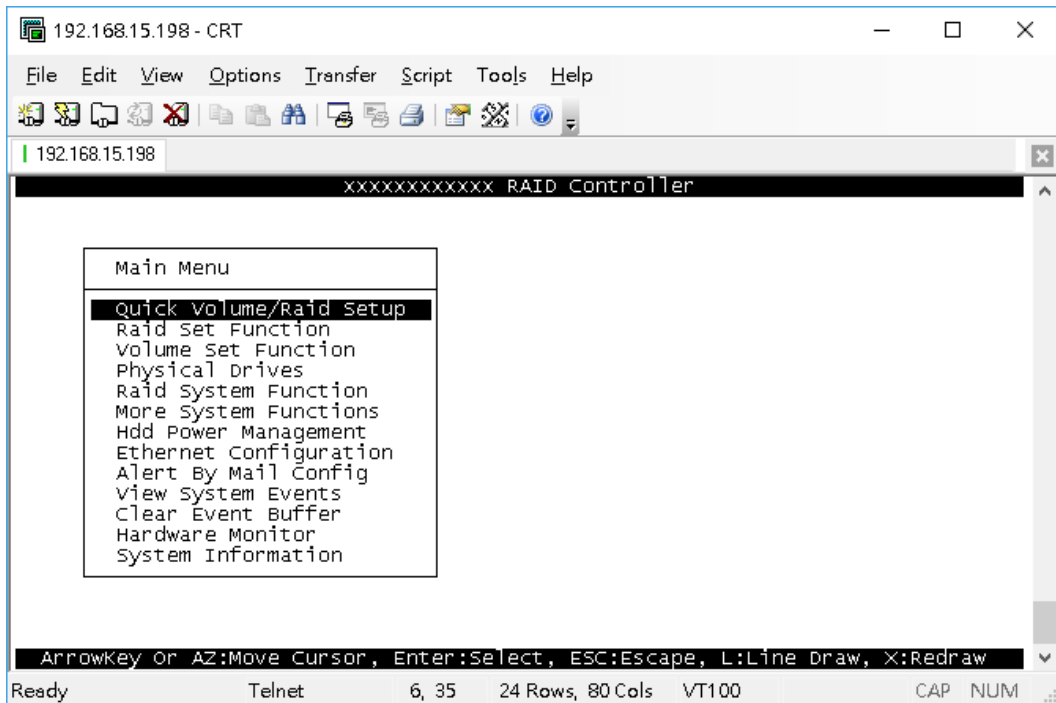 192.168.15.198 - CRT
File Edit View Options Transfer Script Tools Help
192.168.15.198
xxxxxxxxxxxx RAID Controller
Main Menu
Quick Volume/Raid Setup
Raid Set Function
Volume Set Function
Physical Drives
Raid System Function
More System Functions
Hdd Power Management
Ethernet Configuration
Alert By Mail Config
View System Events
Clear Event Buffer
Hardware Monitor
System Information
ArrowKey Or AZ:Move Cursor, Enter:Select, ESC:Escape, L:Line Draw, X:Redraw
Ready Telnet 6, 35 24 Rows, 80 Cols VT100 CAP NUM